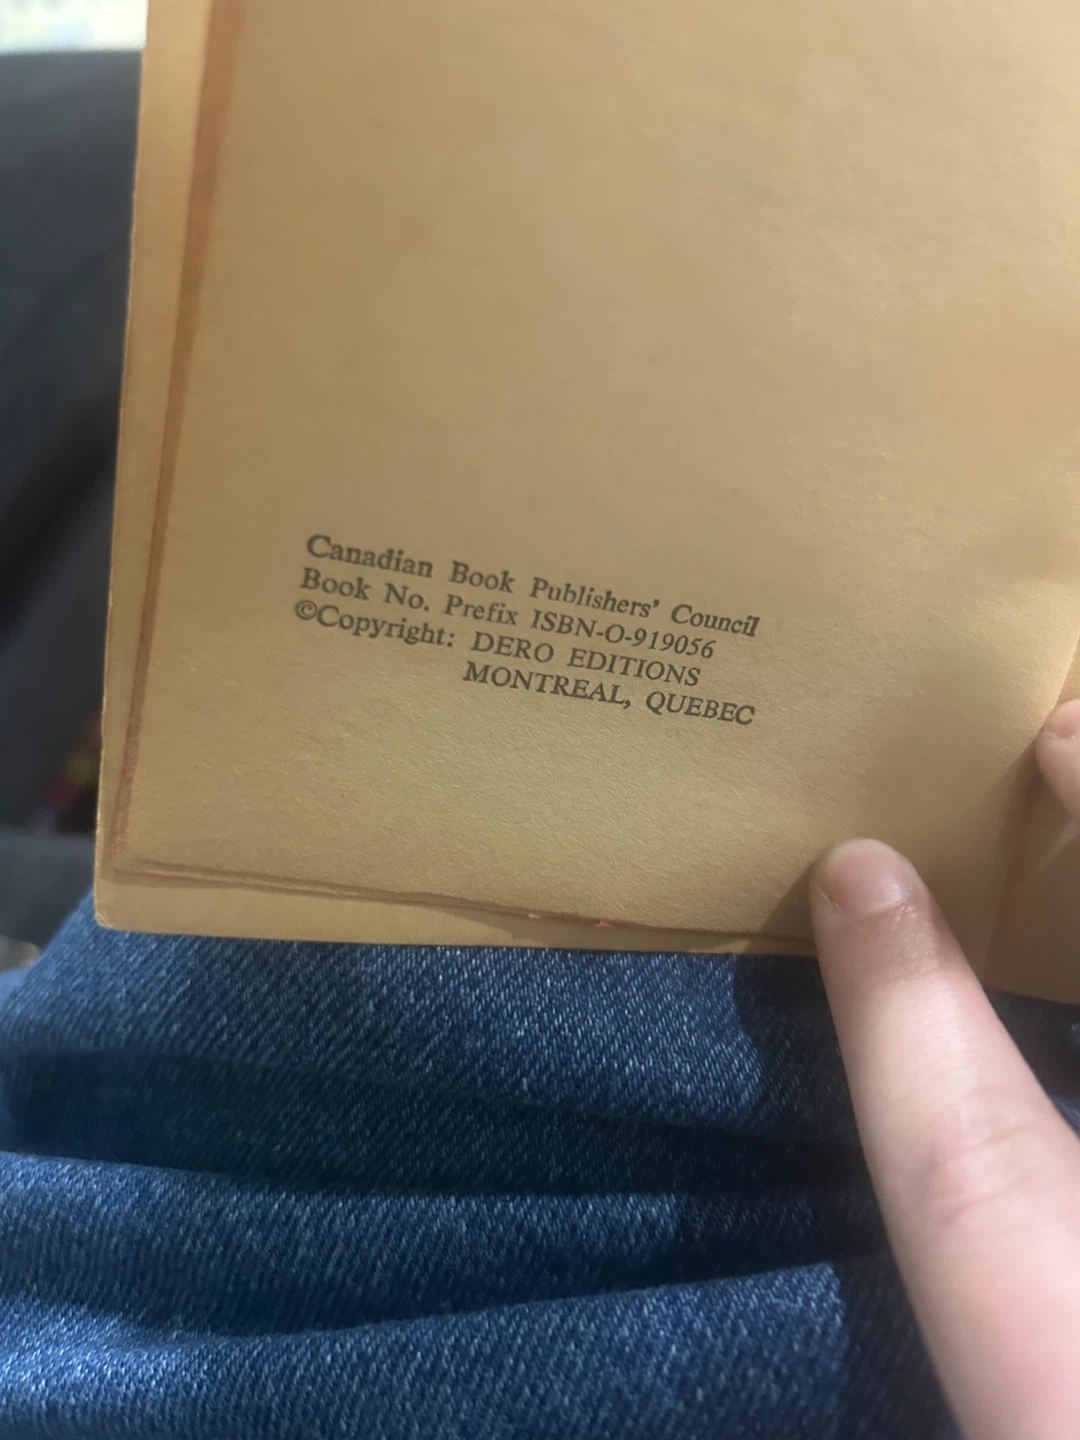 Canadian Book Publishers' Council
Book No. Prefix ISBN-O-919056
©Copyright: DERO EDITIONS
MONTREAL, QUEBEC